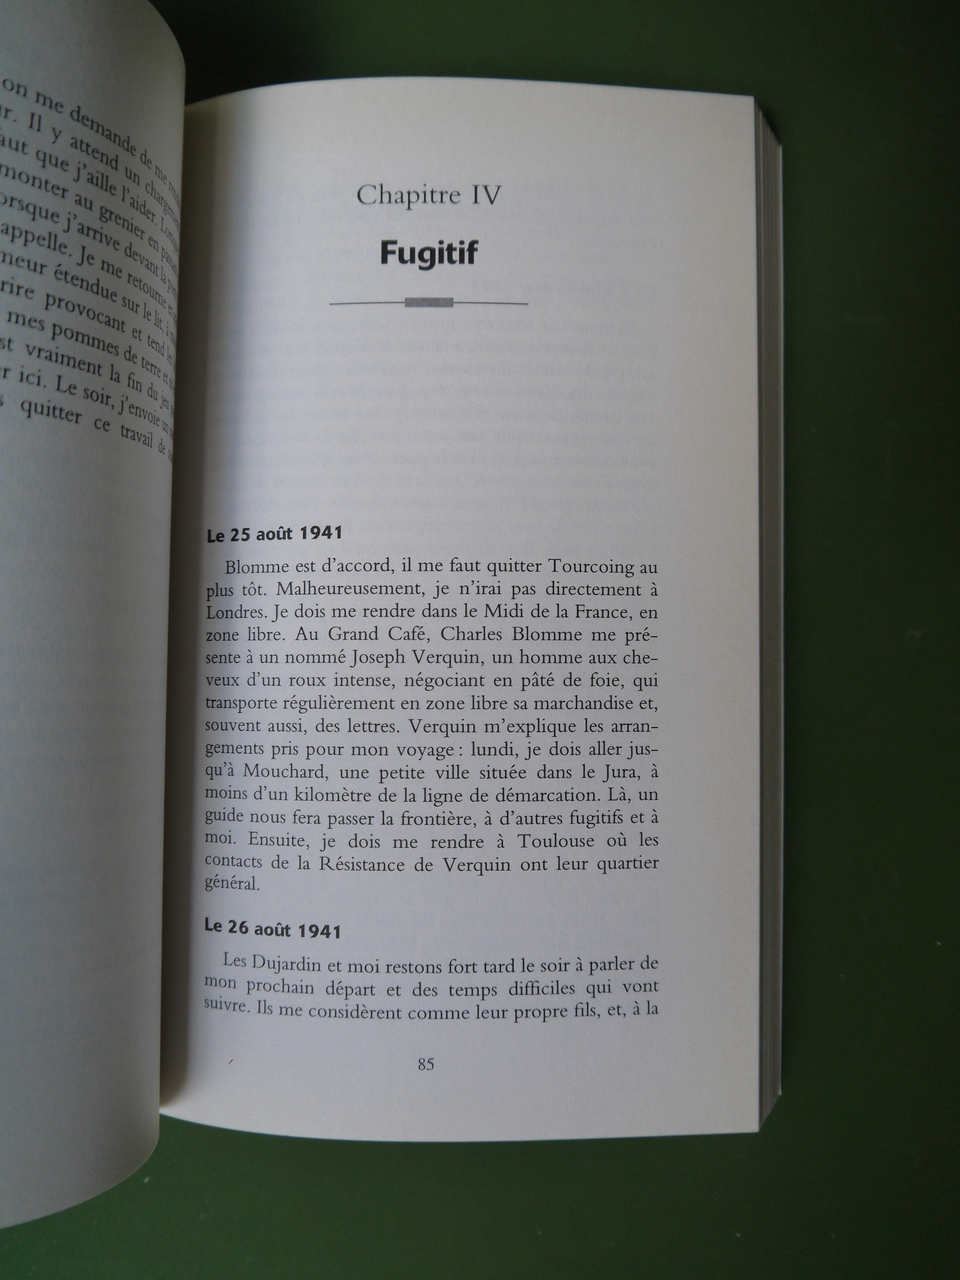 on me demande de me
r. Il y attend un
aut que j'aille l'aider.
monter au grenier en
orsque j'arrive devant la
appelle. Je me retourne et
neur étendue sur le lit, à
rire provocant et tend
mes pommes de terre et
st vraiment la fin du jeu
r ici. Le soir, j'envoie un
s quitter ce travail de
Chapitre IV
Fugitif
Le 25 août 1941
Blomme est d'accord, il me faut quitter Tourcoing au
plus tôt. Malheureusement, je n'irai pas directement à
Londres. Je dois me rendre dans le Midi de la France, en
zone libre. Au Grand Café, Charles Blomme me pré-
sente à un nommé Joseph Verquin, un homme aux che-
veux d'un roux intense, négociant en pâté de foie, qui
transporte régulièrement en zone libre sa marchandise et,
souvent aussi, des lettres. Verquin m'explique les arran-
gements pris pour mon voyage : lundi, je dois aller jus-
qu'à Mouchard, une petite ville située dans le Jura, à
moins d'un kilomètre de la ligne de démarcation. Là, un
guide nous fera passer la frontière, à d'autres fugitifs et à
moi. Ensuite, je dois me rendre à Toulouse où les
contacts de la Résistance de Verquin ont leur quartier
général.
Le 26 août 1941
Les Dujardin et moi restons fort tard le soir à parler de
mon prochain départ et des temps difficiles qui vont
suivre. Ils me considèrent comme leur propre fils, et, à la
85